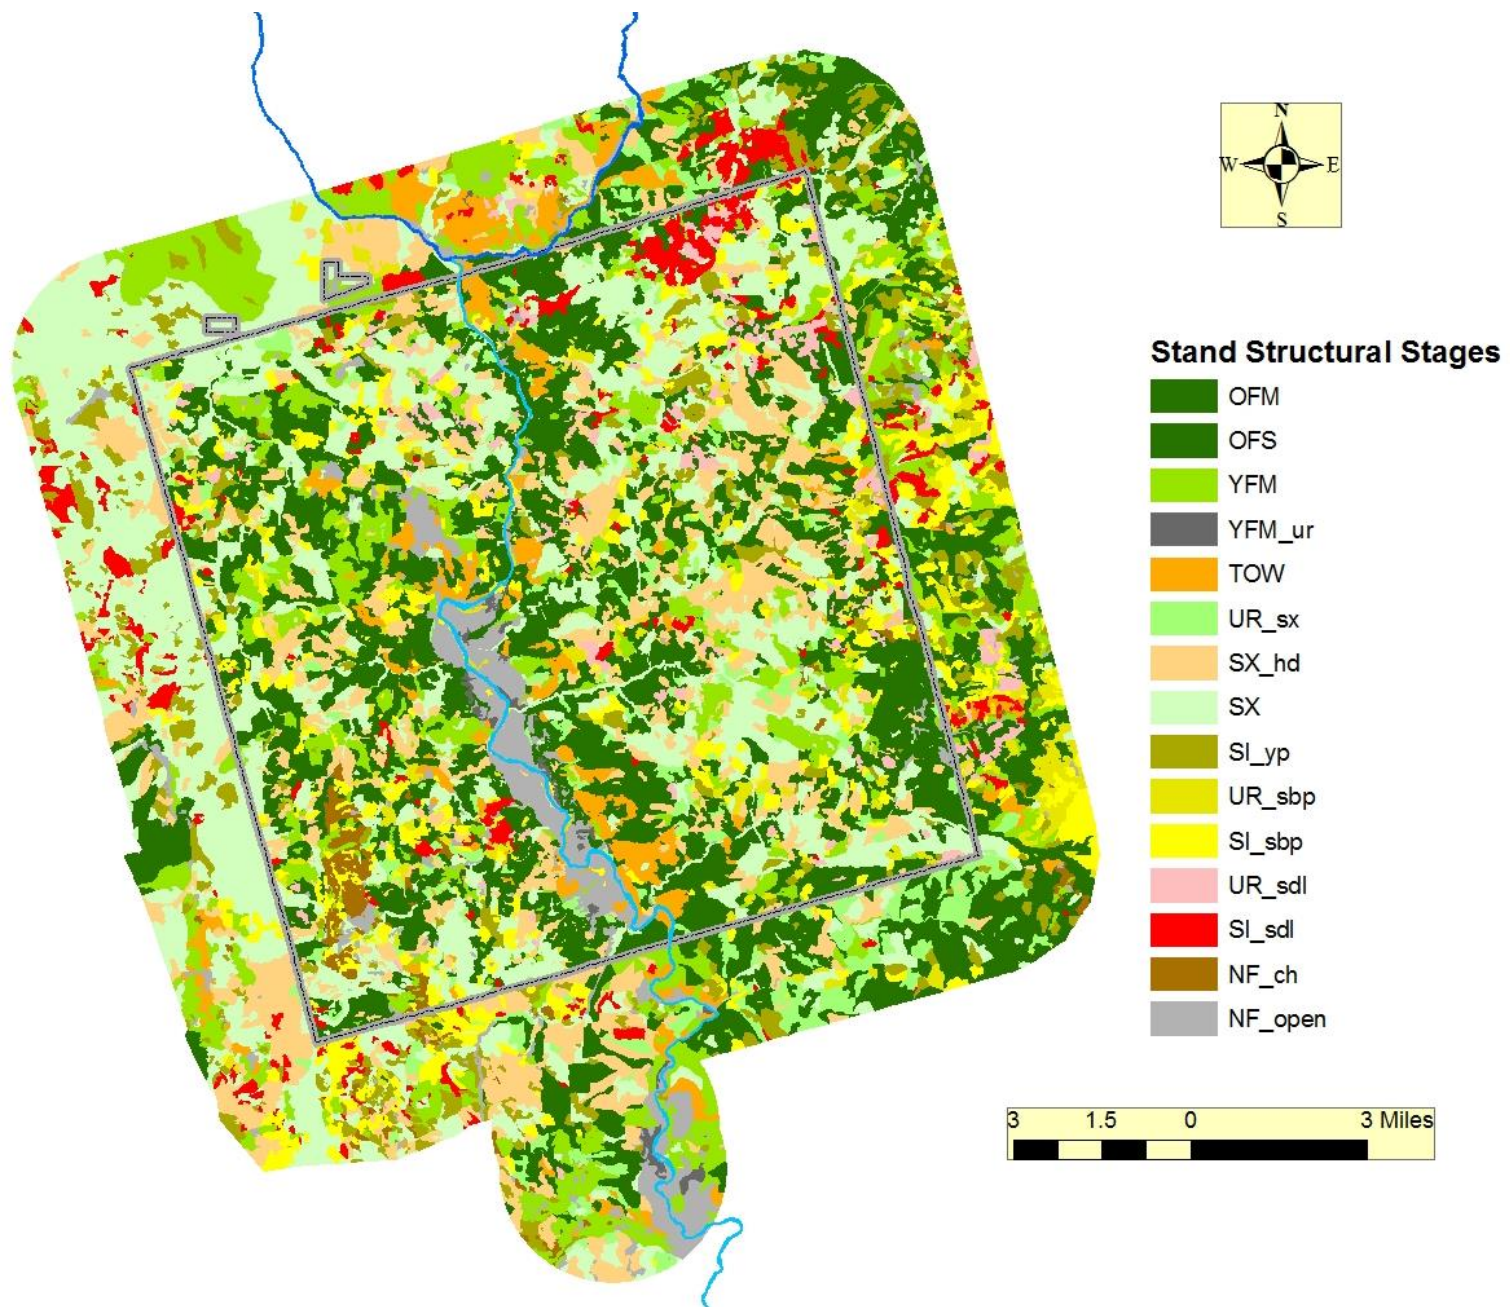 N
W E
S
Stand Structural Stages
OFM
OFS
YFM
YFM_ur
TOW
UR_sx
SX_hd
SX
SI_yp
UR_sbp
SI_sbp
UR_sdl
SI_sdl
NF_ch
NF_open
3 1.5 0 3 Miles